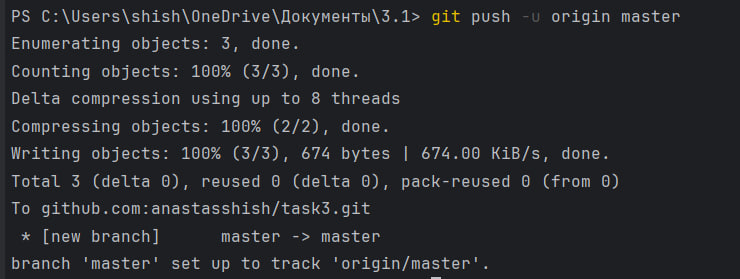 PS C:\Users\shish\OneDrive\Документы\3.1> git push -u origin master
Enumerating objects: 3, done.
Counting objects: 100% (3/3), done.
Delta compression using up to 8 threads
Compressing objects: 100% (2/2), done.
Writing objects: 100% (3/3), 674 bytes | 674.00 KiB/s, done.
Total 3 (delta 0), reused 0 (delta 0), pack-reused 0 (from 0)
To github.com:anastasshish/task3.git
 * [new branch]      master -> master
branch 'master' set up to track 'origin/master'.